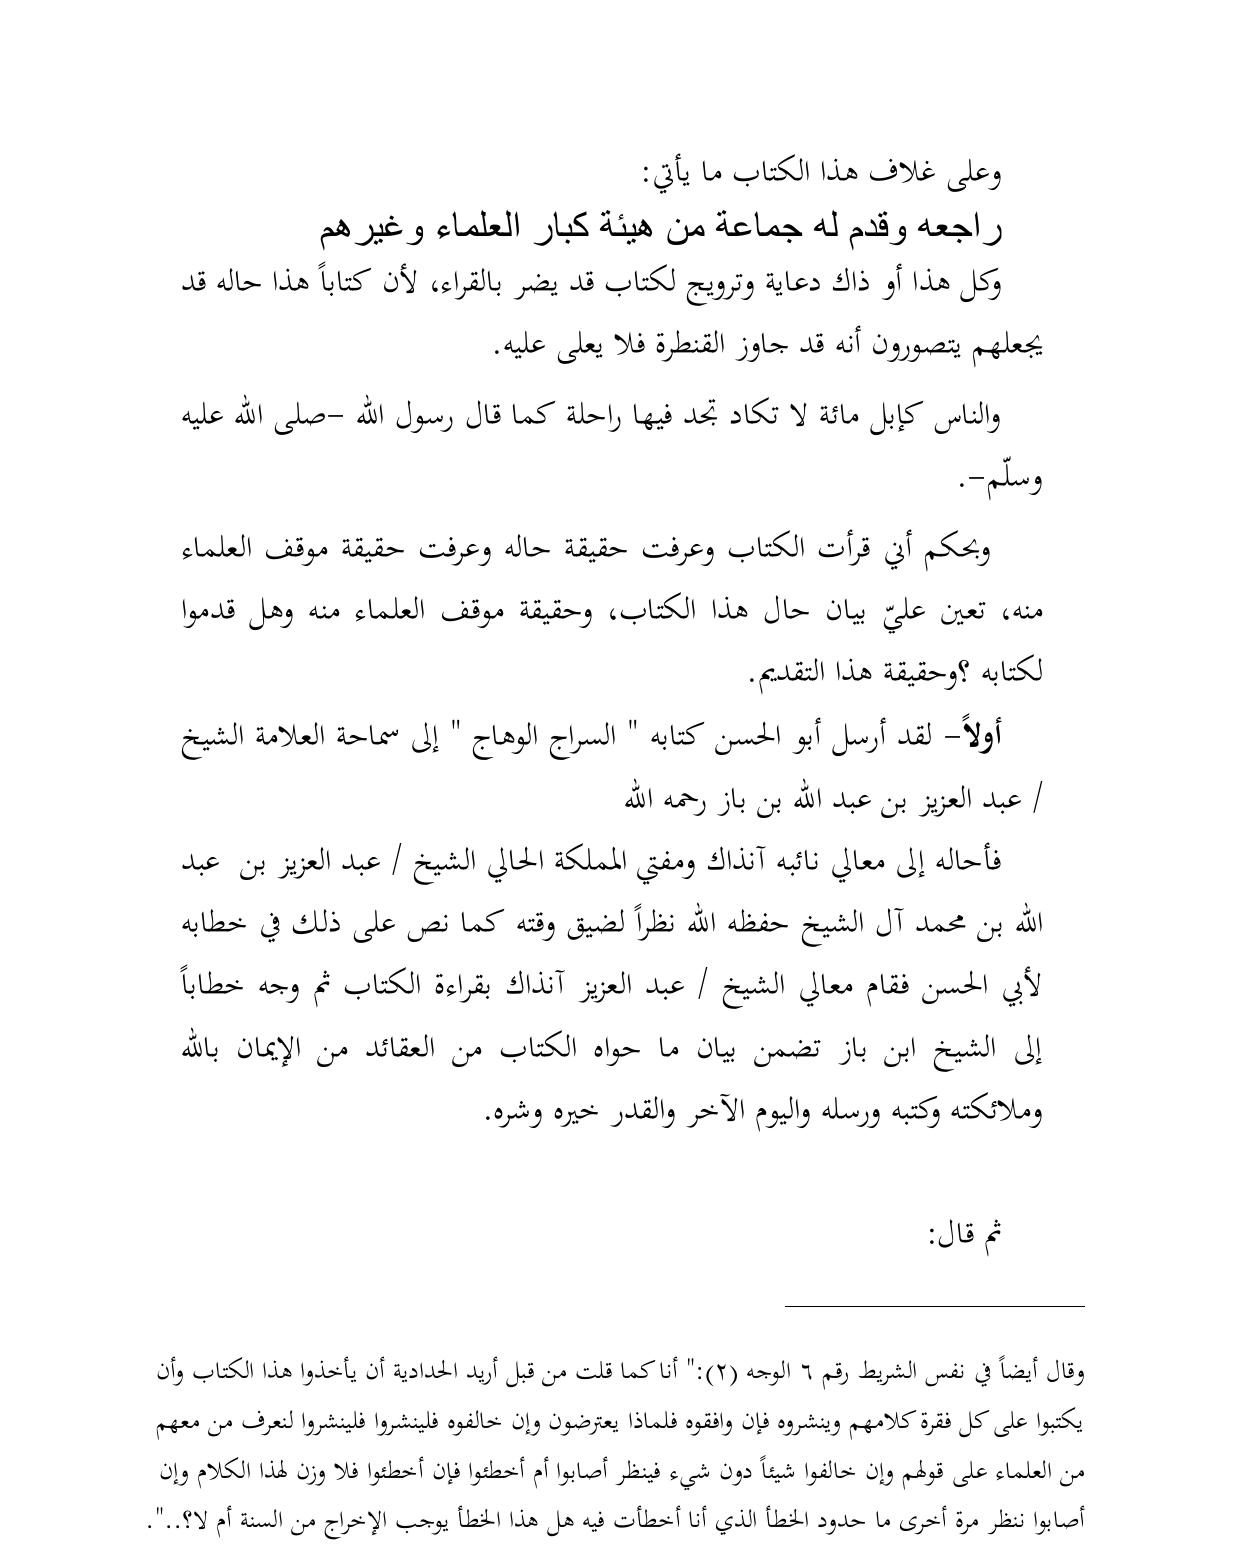 وعلى غلاف هذا الكتاب ما يأتي:
راجعه وقدم له جماعة من هيئة كبار العلماء وغيرهم
وكل هذا أو ذاك دعاية وترويج لكتاب قد يضر بالقراء، لأن كتاباً هذا حاله قد
يجعلهم يتصورون أنه قد جاوز القنطرة فلا يعلى عليه.
والناس كإبل مائة لا تكاد تجد فيها راحلة كما قال رسول الله –صلى الله عليه
وسلّم–.
وبحكم أني قرأت الكتاب وعرفت حقيقة حاله وعرفت حقيقة موقف العلماء
منه، تعين عليّ بيان حال هذا الكتاب، وحقيقة موقف العلماء منه وهل قدموا
لكتابه ؟وحقيقة هذا التقديم.
أولاً– لقد أرسل أبو الحسن كتابه " السراج الوهاج " إلى سماحة العلامة الشيخ
/ عبد العزيز بن عبد الله بن باز رحمه الله
فأحاله إلى معالي نائبه آنذاك ومفتي المملكة الحالي الشيخ / عبد العزيز بن عبد
الله بن محمد آل الشيخ حفظه الله نظراً لضيق وقته كما نص على ذلك في خطابه
لأبي الحسن فقام معالي الشيخ / عبد العزيز آنذاك بقراءة الكتاب ثم وجه خطاباً
إلى الشيخ ابن باز تضمن بيان ما حواه الكتاب من العقائد من الإيمان بالله
وملائكته وكتبه ورسله واليوم الآخر والقدر خيره وشره.
ثم قال:
وقال أيضاً في نفس الشريط رقم ٦ الوجه (٢):" أنا كما قلت من قبل أريد الحدادية أن يأخذوا هذا الكتاب وأن
يكتبوا على كل فقرة كلامهم وينشروه فإن وافقوه فلماذا يعترضون وإن خالفوه فلينشروا فلينشروا لنعرف من معهم
من العلماء على قولهم وإن خالفوا شيئاً دون شيء فينظر أصابوا أم أخطئوا فإن أخطئوا فلا وزن لهذا الكلام وإن
أصابوا ننظر مرة أخرى ما حدود الخطأ الذي أنا أخطأت فيه هل هذا الخطأ يوجب الإخراج من السنة أم لا؟..".